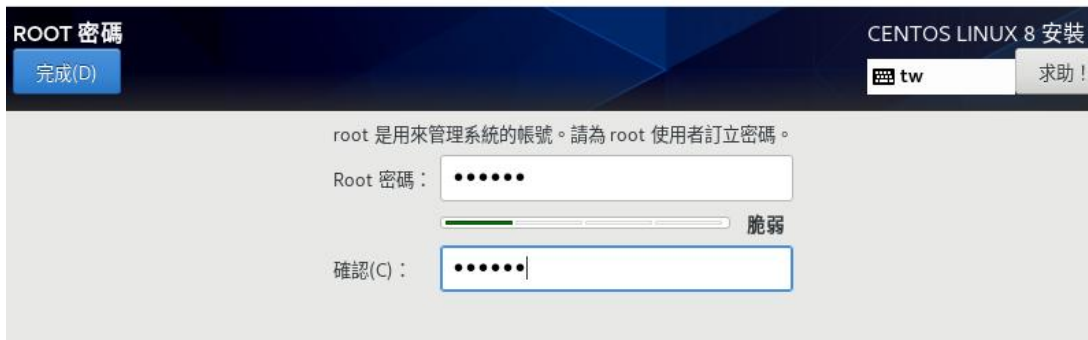 ROOT 密碼
CENTOS LINUX 8 安裝
完成(D)
tw
求助！
root 是用來管理系統的帳號。請為 root 使用者訂立密碼。
Root 密碼：
••••••
脆弱
確認(C)：
••••••